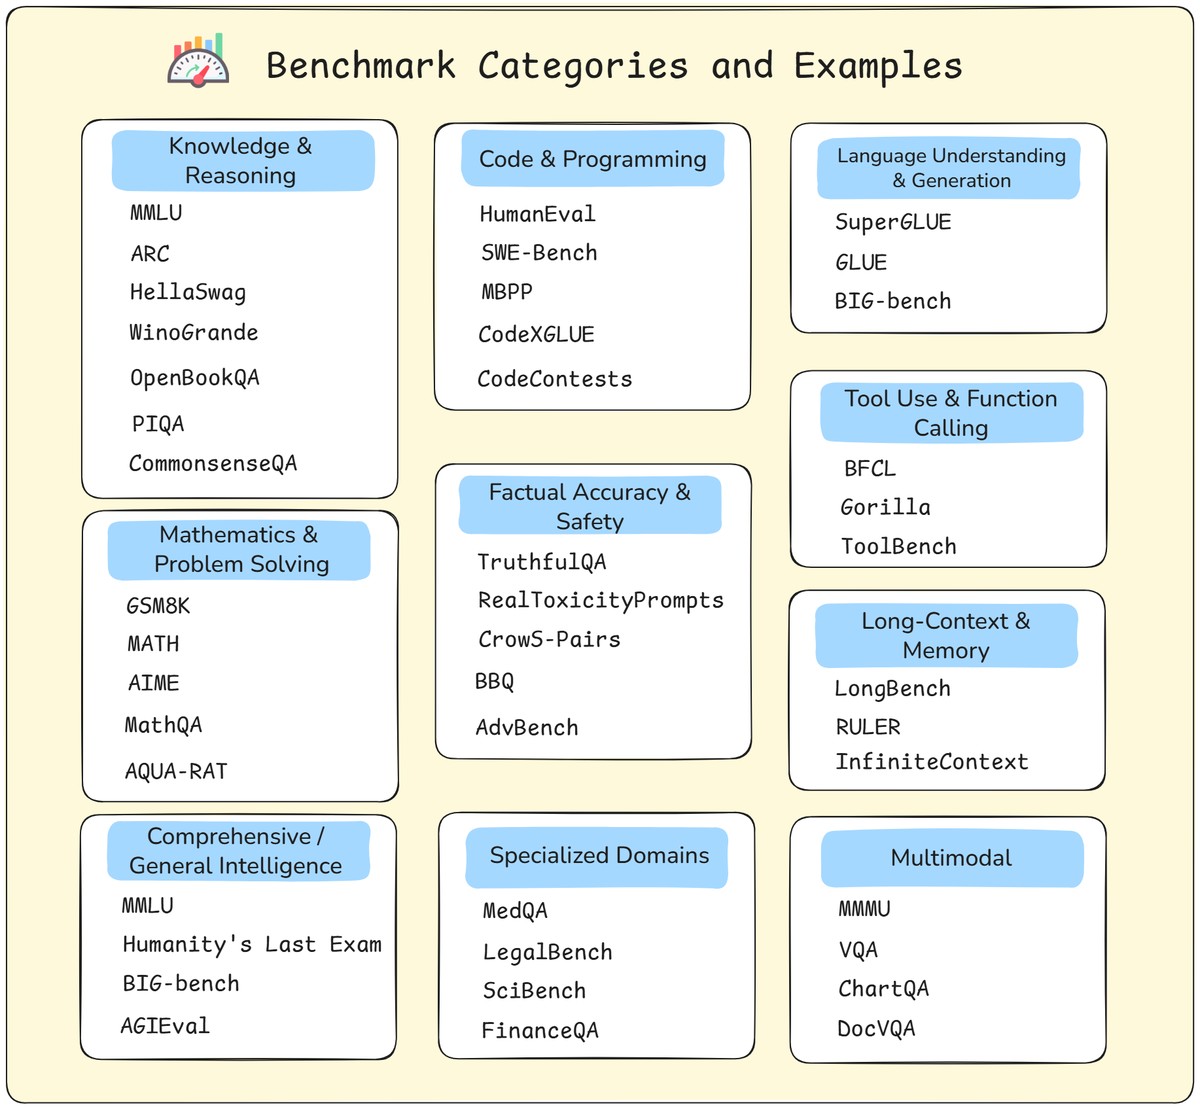 Benchmark Categories and Examples
Knowledge &
Reasoning
MMLU
ARC
HellaSwag
WinoGrande
OpenBookQA
PIQA
CommonsenseQA
Mathematics &
Problem Solving
GSM8K
MATH
AIME
MathQA
AQUA-RAT
Comprehensive /
General Intelligence
MMLU
Humanity's Last Exam
BIG-bench
AGIEval
Code & Programming
HumanEval
SWE-Bench
MBPP
CodeXGLUE
CodeContests
Factual Accuracy &
Safety
TruthfulQA
RealToxicityPrompts
CrowS-Pairs
BBQ
AdvBench
Specialized Domains
MedQA
LegalBench
SciBench
FinanceQA
Language Understanding
& Generation
SuperGLUE
GLUE
BIG-bench
Tool Use & Function
Calling
BFCL
Gorilla
ToolBench
Long-Context &
Memory
LongBench
RULER
InfiniteContext
Multimodal
MMMU
VQA
ChartQA
DocVQA